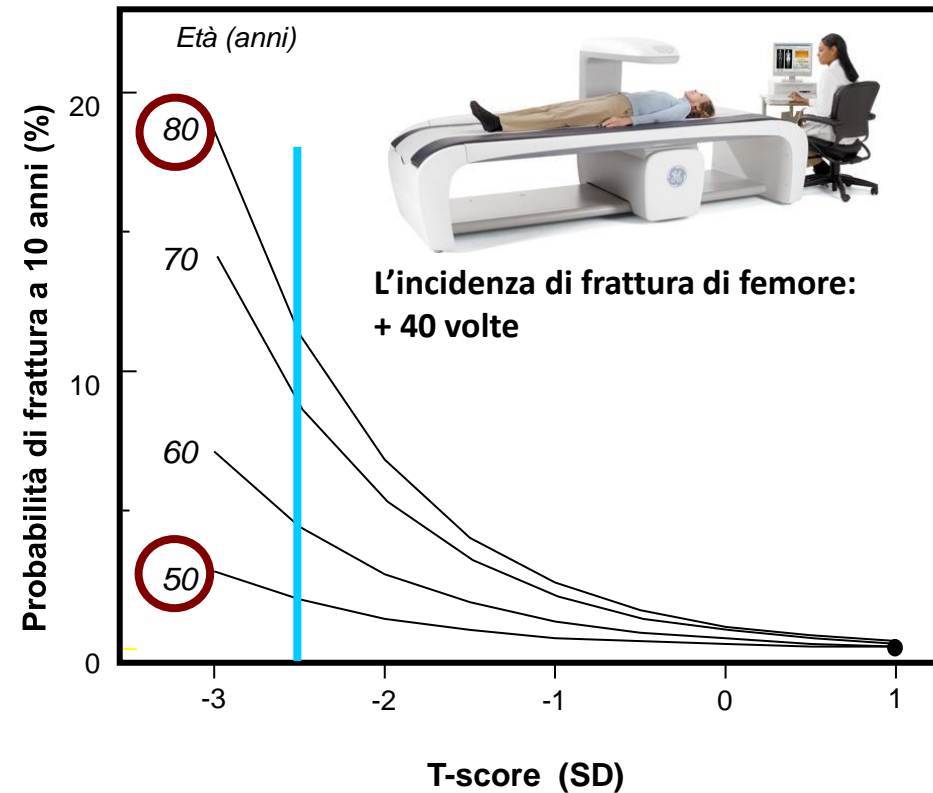 Età (anni)
20
80
70
L’incidenza di frattura di femore:
+ 40 volte
10
60
50
0
-3
-2
-1
0
1
Probabilità di frattura a 10 anni (%)
T-score (SD)